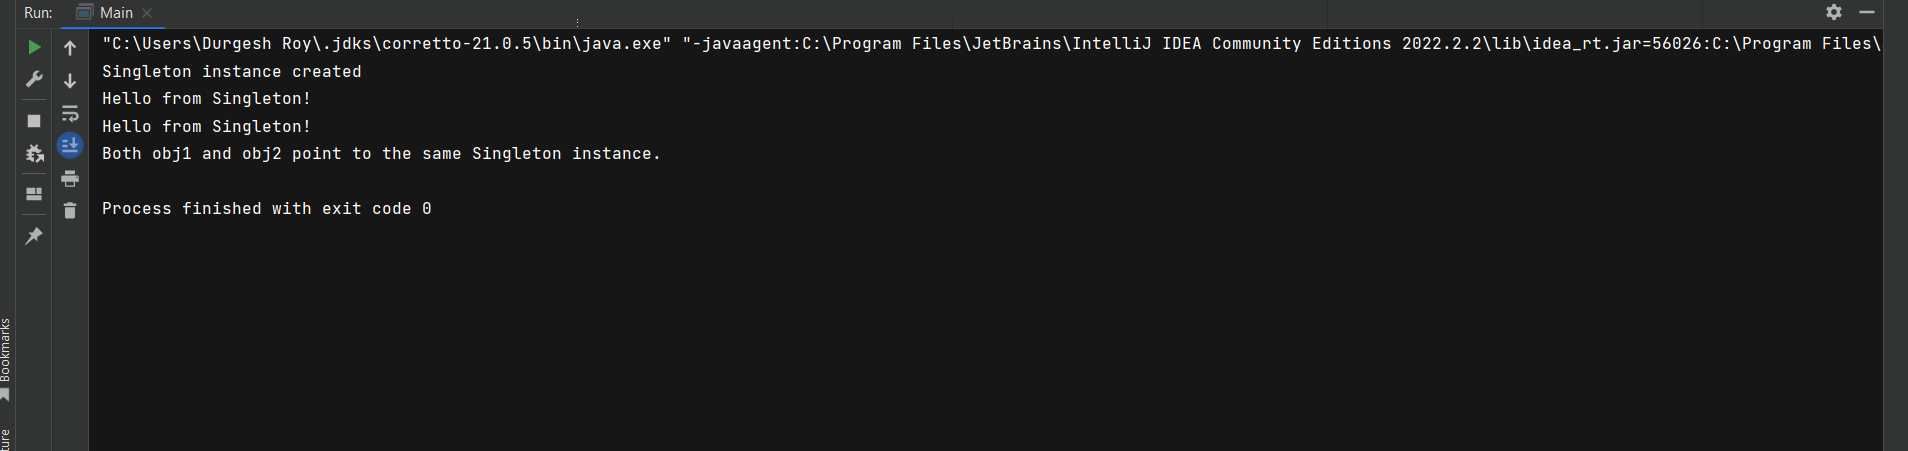 Run: Main
"C:\Users\Durgesh Roy\.jdks\corretto-21.0.5\bin\java.exe" "-javaagent:C:\Program Files\JetBrains\IntelliJ IDEA Community Editions 2022.2.2\lib\idea_rt.jar=56026:C:\Program Files\
Singleton instance created
Hello from Singleton!
Hello from Singleton!
Both obj1 and obj2 point to the same Singleton instance.
Process finished with exit code 0
Bookmarks